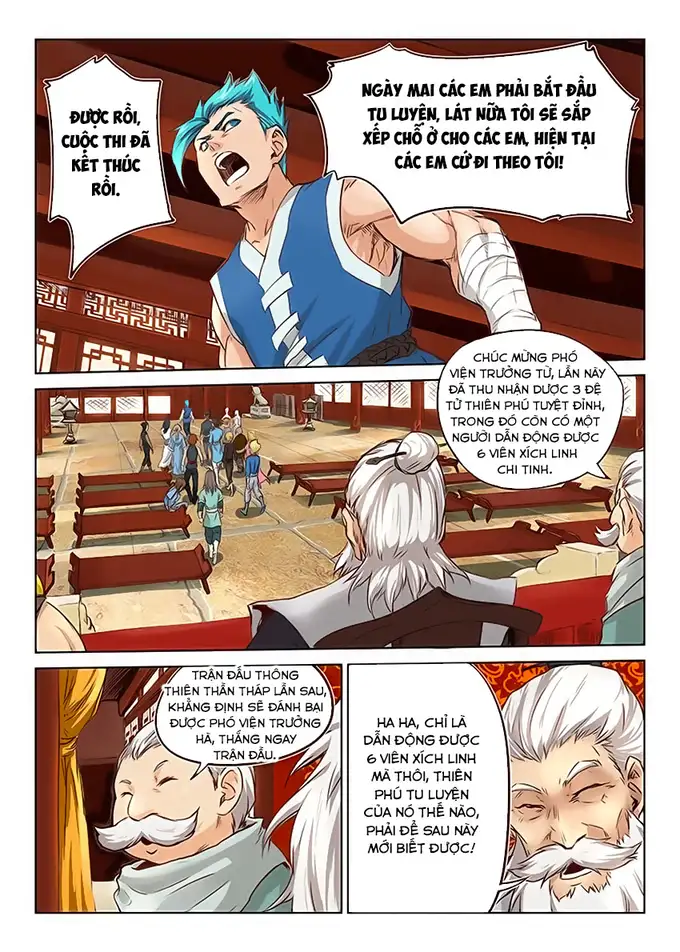 ĐƯỢC RỒI,
CUỘC THI ĐÃ
KẾT THÚC
RỒI.
NGÀY MAI CÁC EM PHẢI BẮT ĐẦU
TU LUYỆN, LÁT NỮA TÔI SẼ SẮP
XẾP CHỖ Ở CHO CÁC EM, HIỆN TẠI
CÁC EM CỨ ĐI THEO TÔI!
CHÚC MỪNG PHÓ
VIỆN TRƯỞNG TỬ, LẦN NÀY
ĐÃ THU NHẬN DƯỢC 3 ĐỆ
TỬ THIÊN PHÚ TUYỆT ĐỈNH,
TRONG ĐÓ CÒN CÓ MỘT
NGƯỜI DẪN ĐỘNG ĐƯỢC
6 VIÊN XÍCH LINH
CHI TINH.
TRẬN ĐẤU THÔNG
THIÊN THẦN THÁP LẦN SAU,
KHẲNG ĐỊNH SẼ ĐÁNH BẠI
ĐƯỢC PHÓ VIỆN TRƯỞNG
HÀ, THẮNG NGAY
TRẬN ĐẦU.
HA HA, CHỈ LÀ
DẪN ĐỘNG ĐƯỢC
6 VIÊN XÍCH LINH
MÀ THÔI, THIÊN
PHÚ TU LUYỆN
CỦA NÓ THẾ NÀO,
PHẢI ĐỂ SAU NÀY
MỚI BIẾT ĐƯỢC!